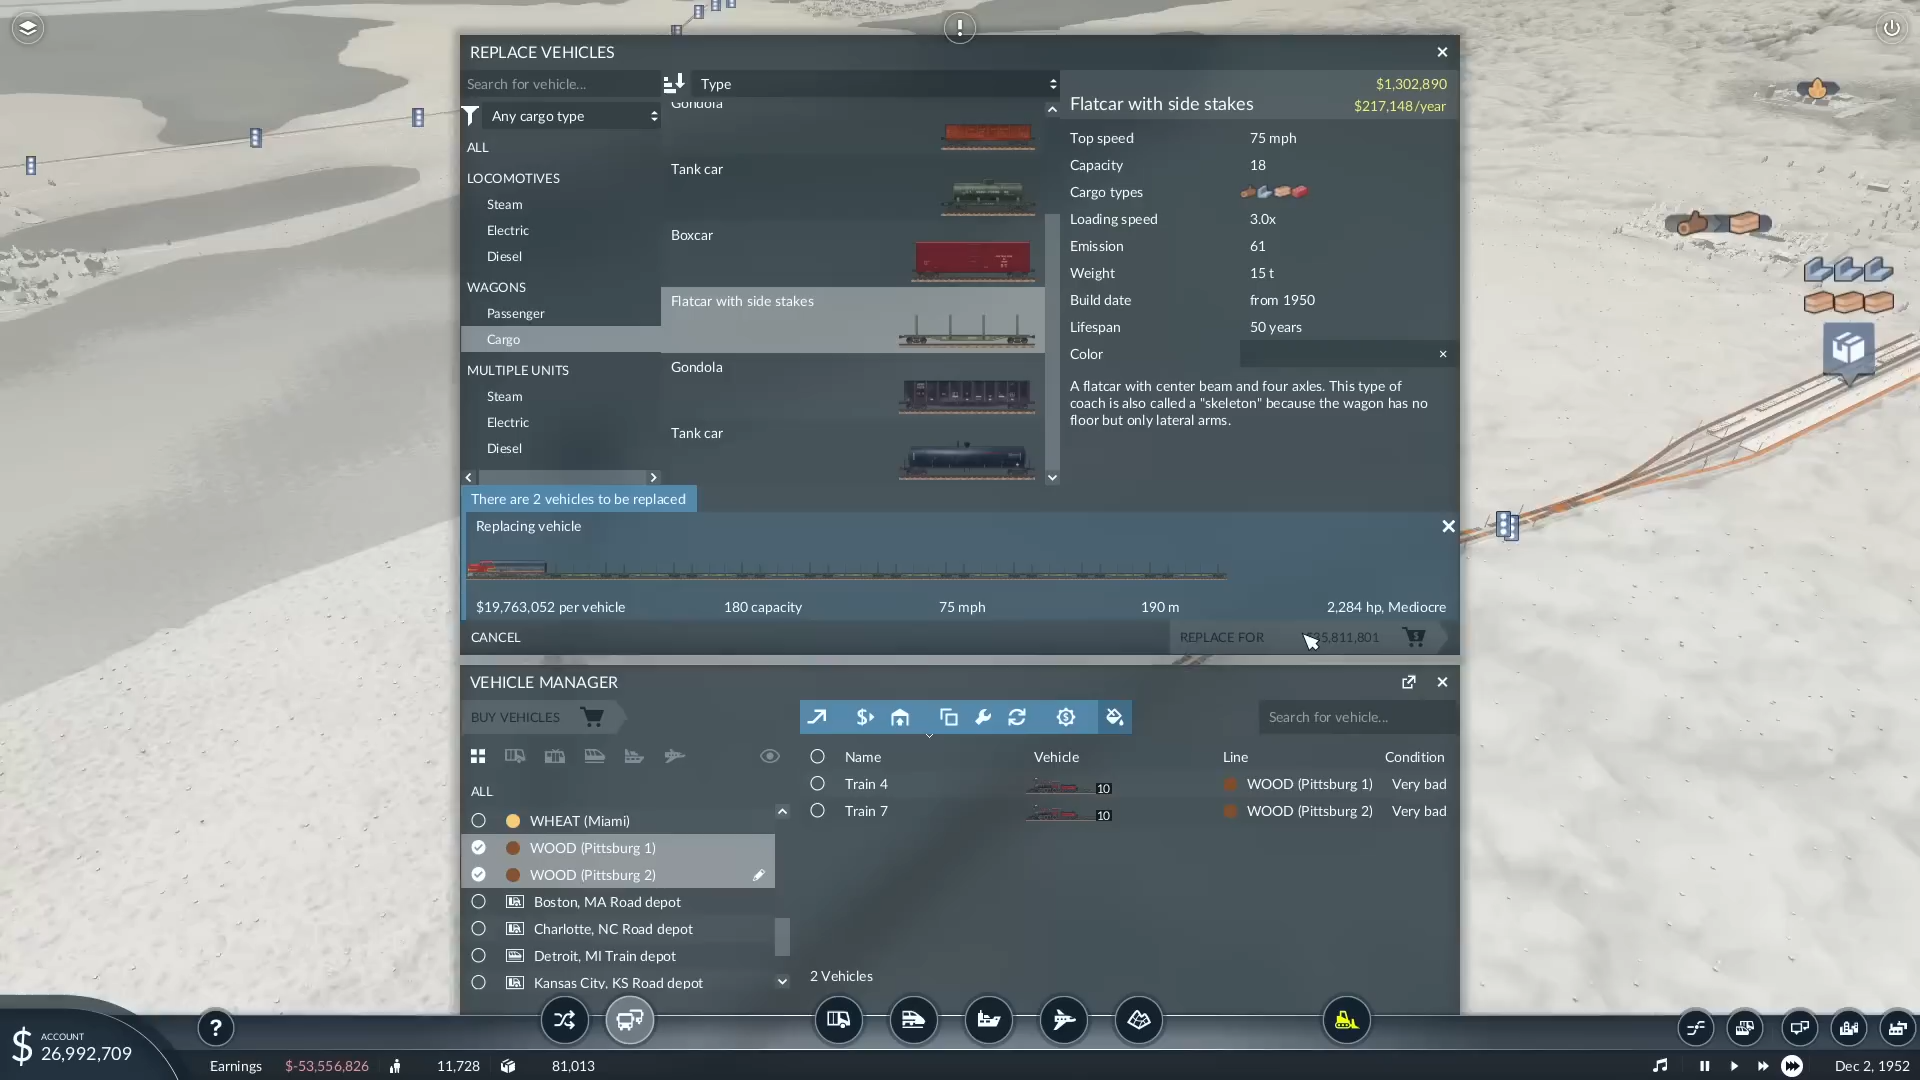 REPLACE VEHICLES
Search for vehicle...
Type
Any cargo type
ALL
LOCOMOTIVES
Steam
Electric
Diesel
WAGONS
Passenger
Cargo
MULTIPLE UNITS
Steam
Electric
Diesel
Gondola
Tank car
Boxcar
Flatcar with side stakes
Gondola
Tank car
$1,302,890
Flatcar with side stakes
$217,148/year
Top speed 75 mph
Capacity 18
Cargo types
Loading speed 3.0x
Emission 61
Weight 15 t
Build date from 1950
Lifespan 50 years
Color
A flatcar with center beam and four axles. This type of
coach is also called a "skeleton" because the wagon has no
floor but only lateral arms.
There are 2 vehicles to be replaced
Replacing vehicle
$19,763,052 per vehicle 180 capacity 75 mph 190 m 2,284 hp, Mediocre
CANCEL
REPLACE FOR
VEHICLE MANAGER
BUY VEHICLES
Search for vehicle...
ALL
WHEAT (Miami)
WOOD (Pittsburg 1)
WOOD (Pittsburg 2)
Boston, MA Road depot
Charlotte, NC Road depot
Detroit, MI Train depot
Kansas City, KS Road depot
Name Vehicle Line Condition
Train 4 10 WOOD (Pittsburg 1) Very bad
Train 7 10 WOOD (Pittsburg 2) Very bad
2 Vehicles
$ ACCOUNT
26,992,709
?
Earnings $-53,556,826 11,728 81,013
Dec 2, 1952